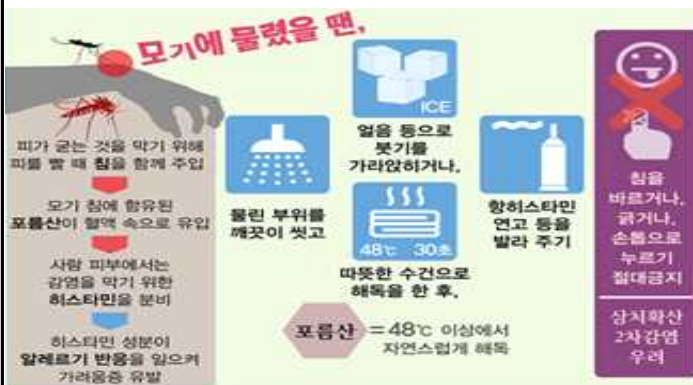 모기에 물렸을 땐,
피가 굳는 것을 막기 위해
피를 빨 때 침을 함께 주입
모기 침에 함유된
포름산이 혈액 속으로 유입
사람 피부에서는
감염을 막기 위한
히스타민을 분비
히스타민 성분이
알레르기 반응을 일으켜
가려움증 유발
물린 부위를
깨끗이 씻고
ICE
얼음 등으로
붓기를
가라앉히거나,
48℃ 30초
따뜻한 수건으로
해독을 한 후,
항히스타민
연고 등을
발라 주기
포름산 = 48℃ 이상에서
자연스럽게 해독
침을
바르거나,
긁거나,
손톱으로
누르기
절대금지
상처확산
2차감염
우려